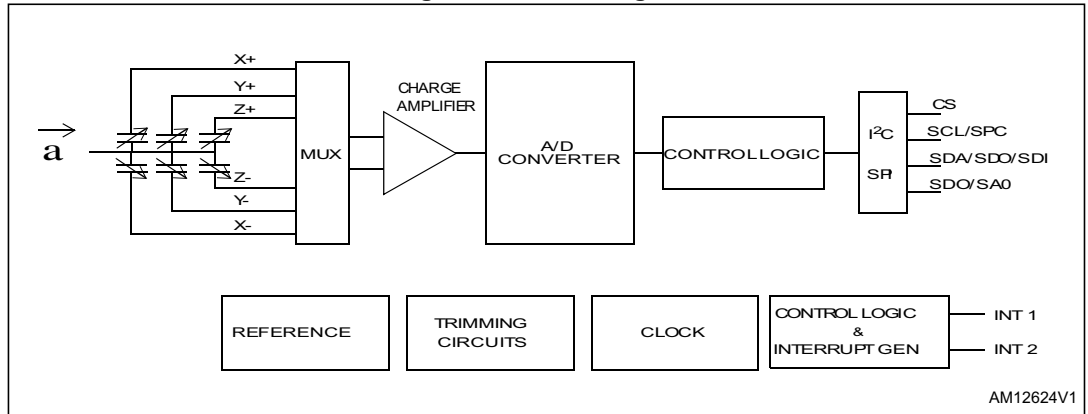 X+
Y+
Z+
a
Z-
Y-
X-
MUX
CHARGE
AMPLIFIER
A/D
CONVERTER
CONTROL LOGIC
I²C
SPI
CS
SCL/SPC
SDA/SDO/SDI
SDO/SA0
REFERENCE
TRIMMING
CIRCUITS
CLOCK
CONTROL LOGIC
&
INTERRUPT GEN
INT 1
INT 2
AM12624V1